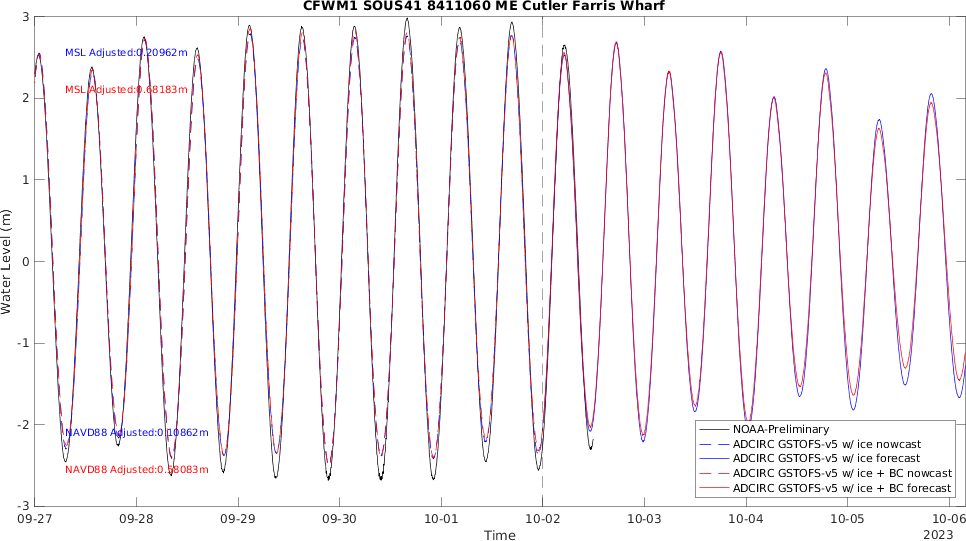 CFWM1 SOUS41 8411060 ME Cutler Farris Wharf
3
2
1
0
-1
-2
-3
Water Level (m)
MSL Adjusted:0.20962m
MSL Adjusted:0.68183m
NAVD88 Adjusted:0.10862m
NAVD88 Adjusted:0.58083m
NOAA-Preliminary
ADCIRC GSTOFS-v5 w/ ice nowcast
ADCIRC GSTOFS-v5 w/ ice forecast
ADCIRC GSTOFS-v5 w/ ice + BC nowcast
ADCIRC GSTOFS-v5 w/ ice + BC forecast
09-27 09-28 09-29 09-30 10-01 10-02 10-03 10-04 10-05 10-06
Time
2023